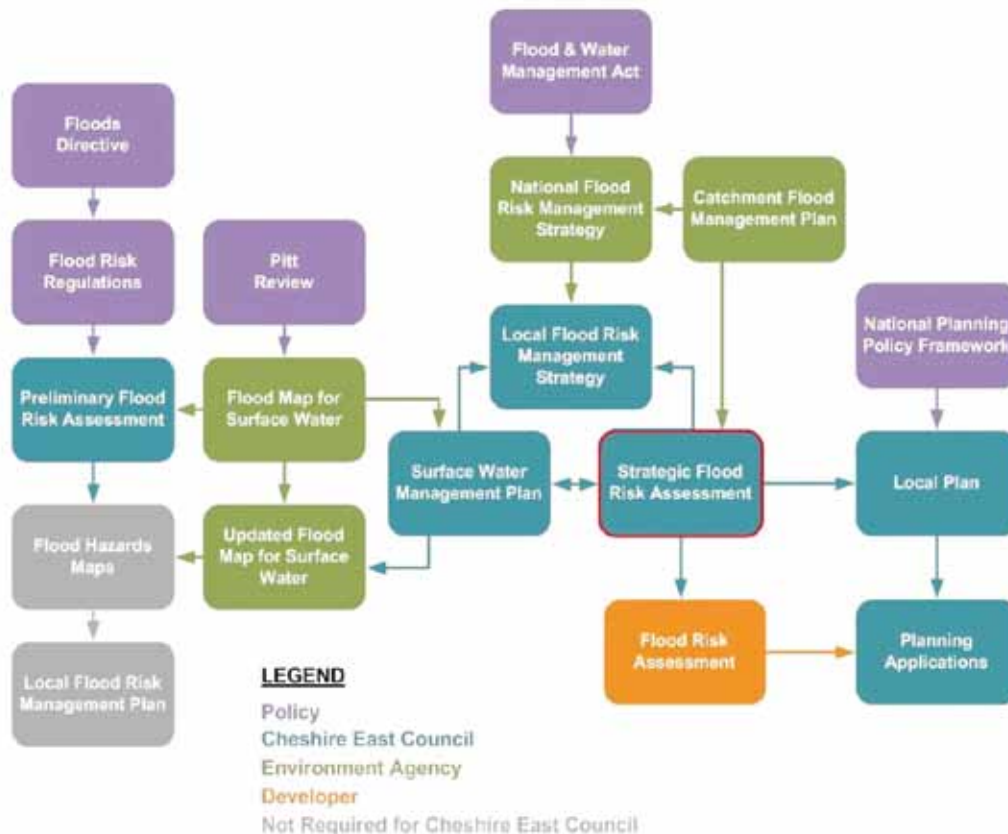 Flood & Water
Management Act
Floods
Directive
National Flood
Risk Management
Strategy
Catchment Flood
Management Plan
Flood Risk
Regulations
Pitt
Review
Local Flood Risk
Management
Strategy
National Planning
Policy Framework
Preliminary Flood
Risk Assessment
Flood Map for
Surface Water
Surface Water
Management Plan
Strategic Flood
Risk Assessment
Local Plan
Flood Hazards
Maps
Updated Flood
Map for Surface
Water
Flood Risk
Assessment
Planning
Applications
Local Flood Risk
Management Plan
LEGEND
Policy
Cheshire East Council
Environment Agency
Developer
Not Required for Cheshire East Council